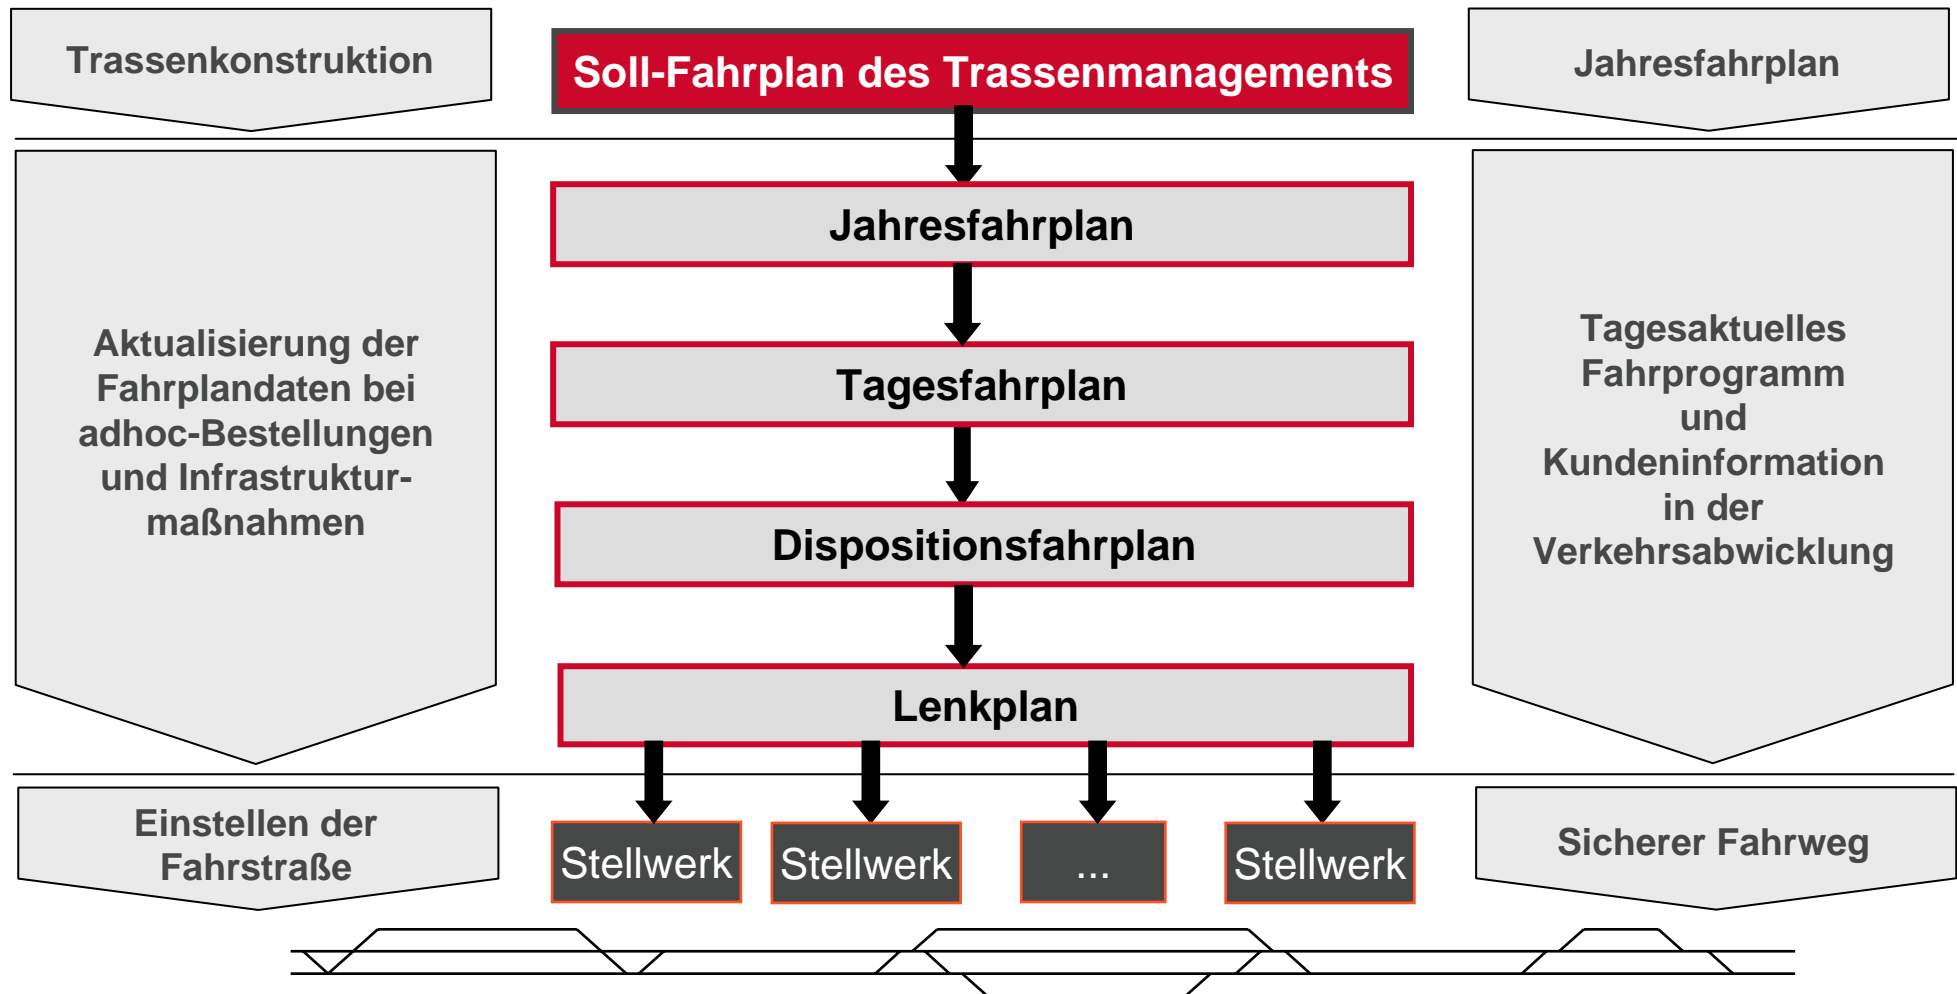 Trassenkonstruktion
Soll-Fahrplan des Trassenmanagements
Jahresfahrplan
Aktualisierung der
Fahrplandaten bei
adhoc-Bestellungen
und Infrastruktur-
maßnahmen
Jahresfahrplan
Tagesfahrplan
Dispositionsfahrplan
Lenkplan
Tagesaktuelles
Fahrprogramm
und
Kundeninformation
in der
Verkehrsabwicklung
Einstellen der
Fahrstraße
Stellwerk
Stellwerk
...
Stellwerk
Sicherer Fahrweg